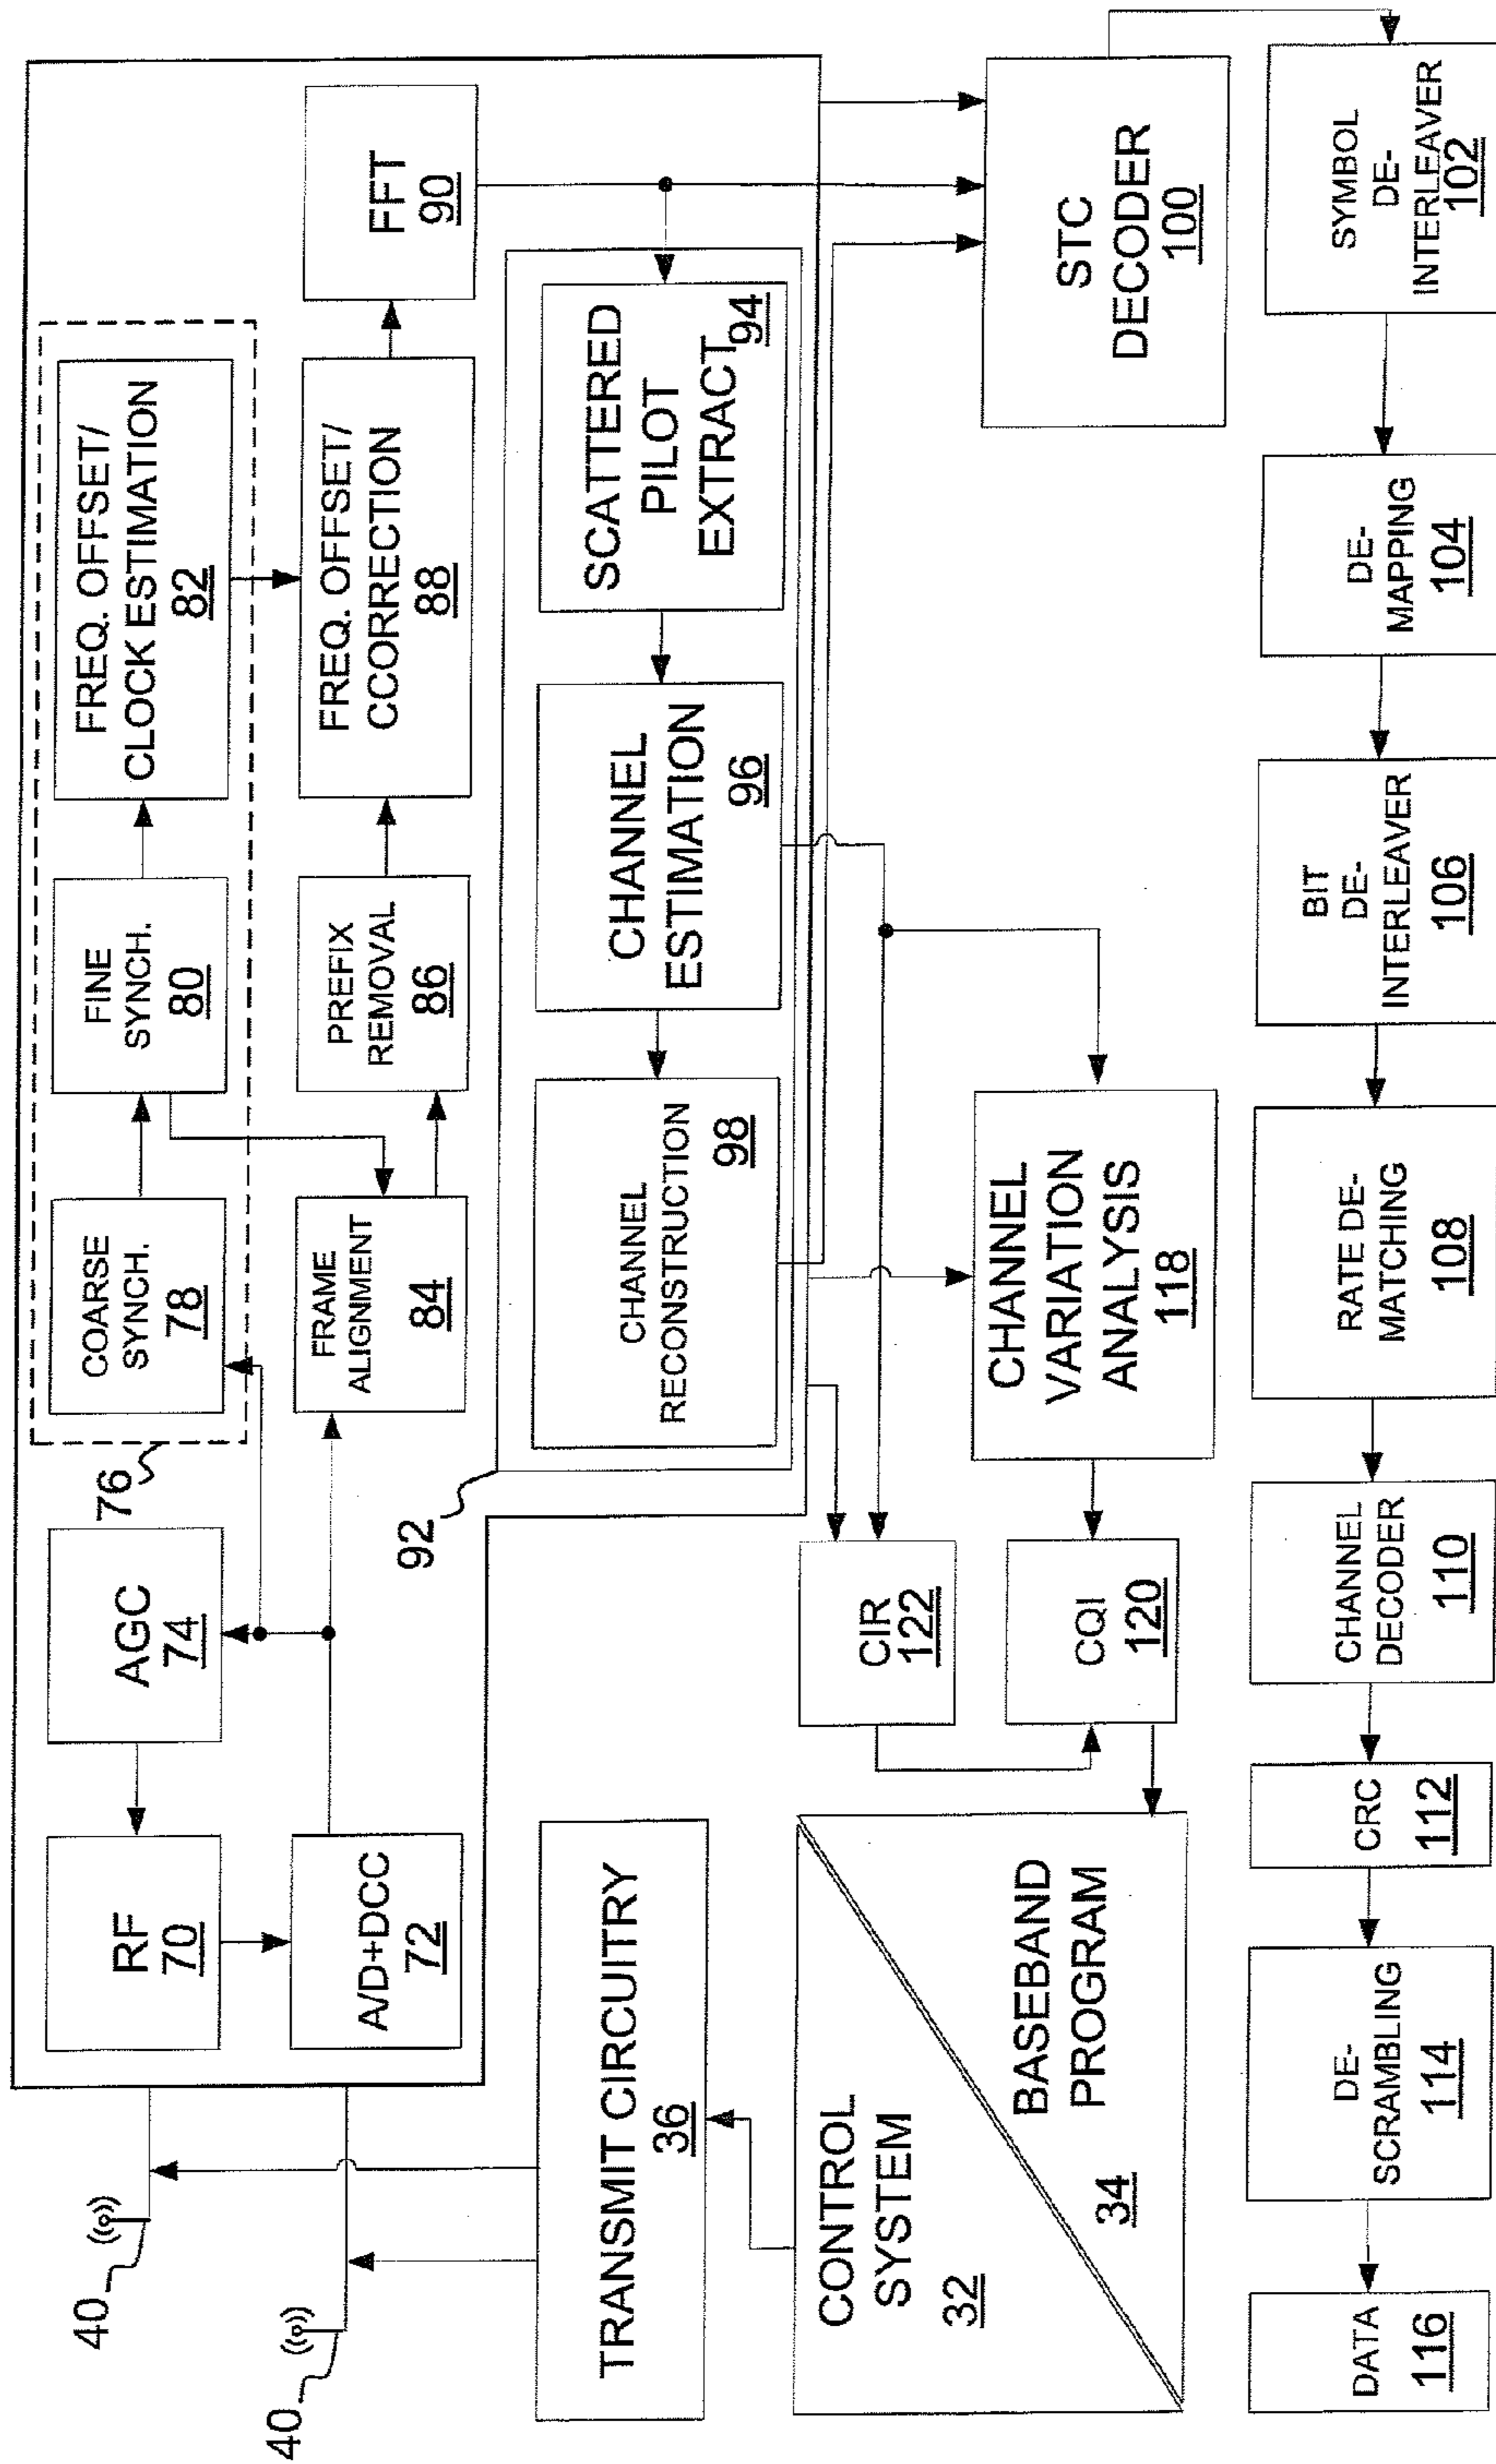 40
40
RF
70
A/D+DCC
72
AGC
74
76
COARSE
SYNCH.
78
FINE
SYNCH.
80
FREQ. OFFSET/
CLOCK ESTIMATION
82
FRAME
ALIGNMENT
84
PREFIX
REMOVAL
86
FREQ. OFFSET/
CCORRECTION
88
FFT
90
92
CHANNEL
RECONSTRUCTION
98
CHANNEL
ESTIMATION
96
SCATTERED
PILOT
EXTRACT
94
TRANSMIT CIRCUITRY
36
CONTROL
SYSTEM
32
BASEBAND
PROGRAM
34
CIR
122
CQI
120
CHANNEL
VARIATION
ANALYSIS
118
STC
DECODER
100
DATA
116
DE-
SCRAMBLING
114
CRC
112
CHANNEL
DECODER
110
RATE DE-
MATCHING
108
BIT
DE-
INTERLEAVER
106
DE-
MAPPING
104
SYMBOL
DE-
INTERLEAVER
102